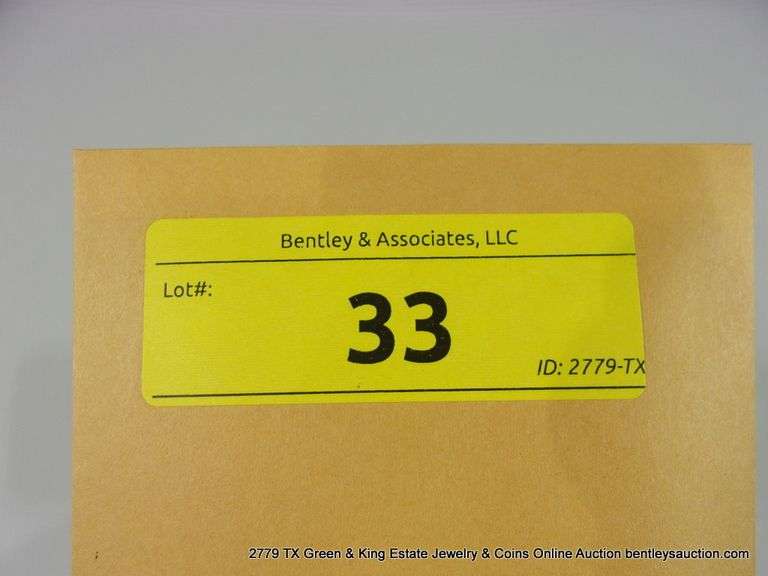 Bentley & Associates, LLC
Lot#:
33
ID: 2779-TX
2779 TX Green & King Estate Jewelry & Coins Online Auction bentleysauction.com